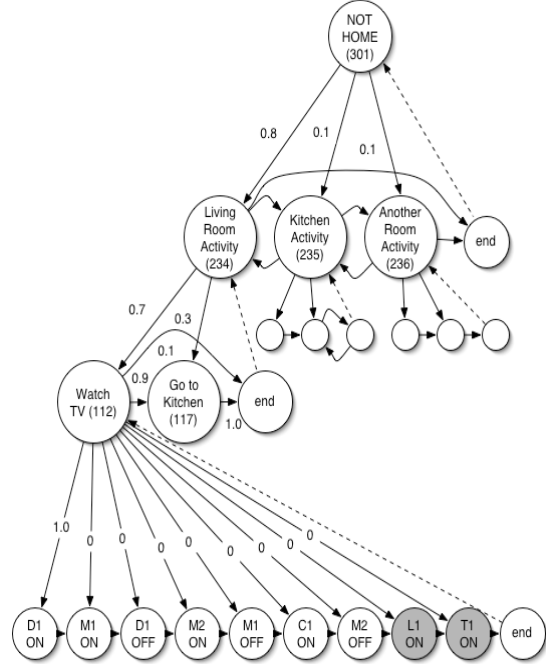 NOT
HOME
(301)
0.8
0.1
0.1
Living
Room
Activity
(234)
Kitchen
Activity
(235)
Another
Room
Activity
(236)
end
0.7
0.3
0.1
0.9
Watch
TV (112)
Go to
Kitchen
(117)
end
1.0
1.0
0
0
0
0
0
0
0
0
D1
ON
M1
ON
D1
OFF
M2
ON
M1
OFF
C1
ON
M2
OFF
L1
ON
T1
ON
end